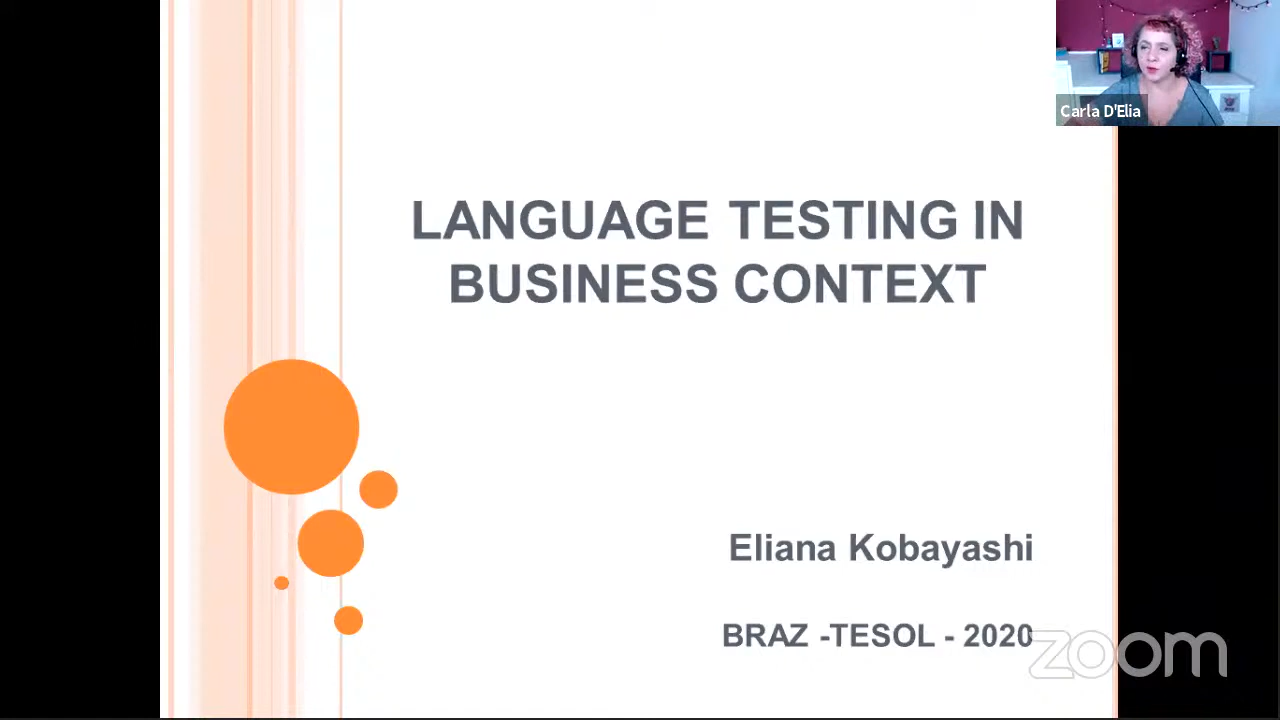 Carla D'Elia
LANGUAGE TESTING IN
BUSINESS CONTEXT
Eliana Kobayashi
BRAZ -TESOL - 2020
zoom